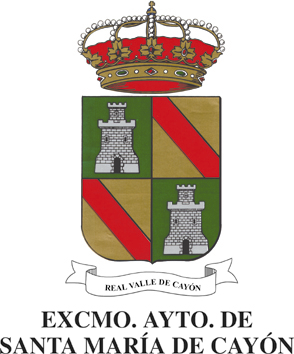 REAL VALLE DE CAYÓN
EXCMO. AYTO. DE
SANTA MARÍA DE CAYÓN